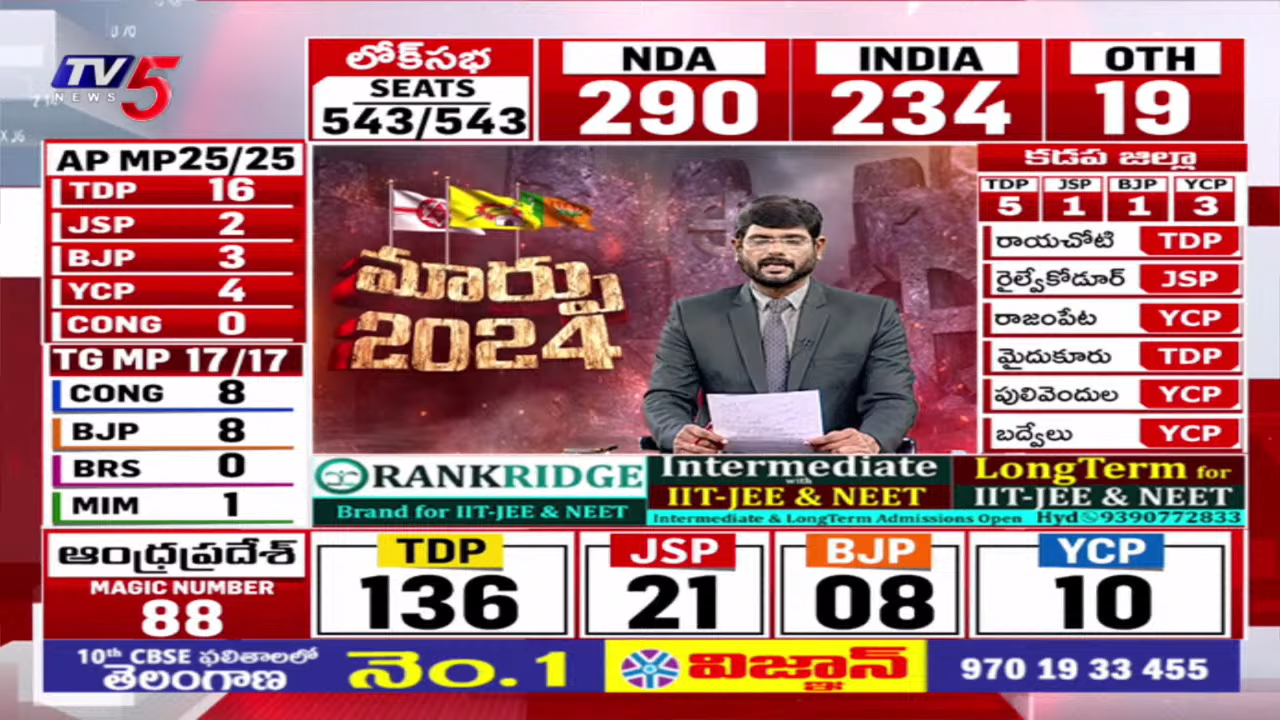 TV5
NEWS
లోక్‌సభ
SEATS
543/543
NDA
290
INDIA
234
OTH
19
AP MP 25/25
TDP 16
JSP 2
BJP 3
YCP 4
CONG 0
TG MP 17/17
CONG 8
BJP 8
BRS 0
MIM 1
మార్పు
2024
కడప జిల్లా
TDP JSP BJP YCP
5 1 1 3
రాయచోటి TDP
రైల్వేకోడూర్ JSP
రాజంపేట YCP
మైదుకూరు TDP
పులివెందుల YCP
బద్వేలు YCP
RANKRIDGE
Brand for IIT-JEE & NEET
Intermediate
with
IIT-JEE & NEET
LongTerm for
IIT-JEE & NEET
Intermediate & LongTerm Admissions Open Hyd 9390772833
ఆంధ్రప్రదేశ్
MAGIC NUMBER
88
TDP
136
JSP
21
BJP
08
YCP
10
10th CBSE ఫలితాలలో
తెలంగాణ
నెం.1
విజ్ఞాన్
970 19 33 455